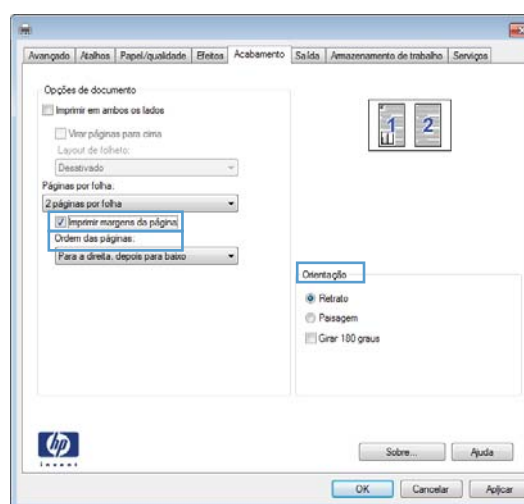 Avançado Atalhos Papel/qualidade Efeitos Acabamento Saída Armazenamento de trabalho Serviços
Opções de documento
Imprimir em ambos os lados
Virar páginas para cima
Layout de folheto:
Desativado
Páginas por folha:
2 páginas por folha
Imprimir margens da página
Ordem das páginas:
Para a direita, depois para baixo
1 2
Orientação
Retrato
Paisagem
Girar 180 graus
hp
invent
Sobre... Ajuda
OK Cancelar Aplicar